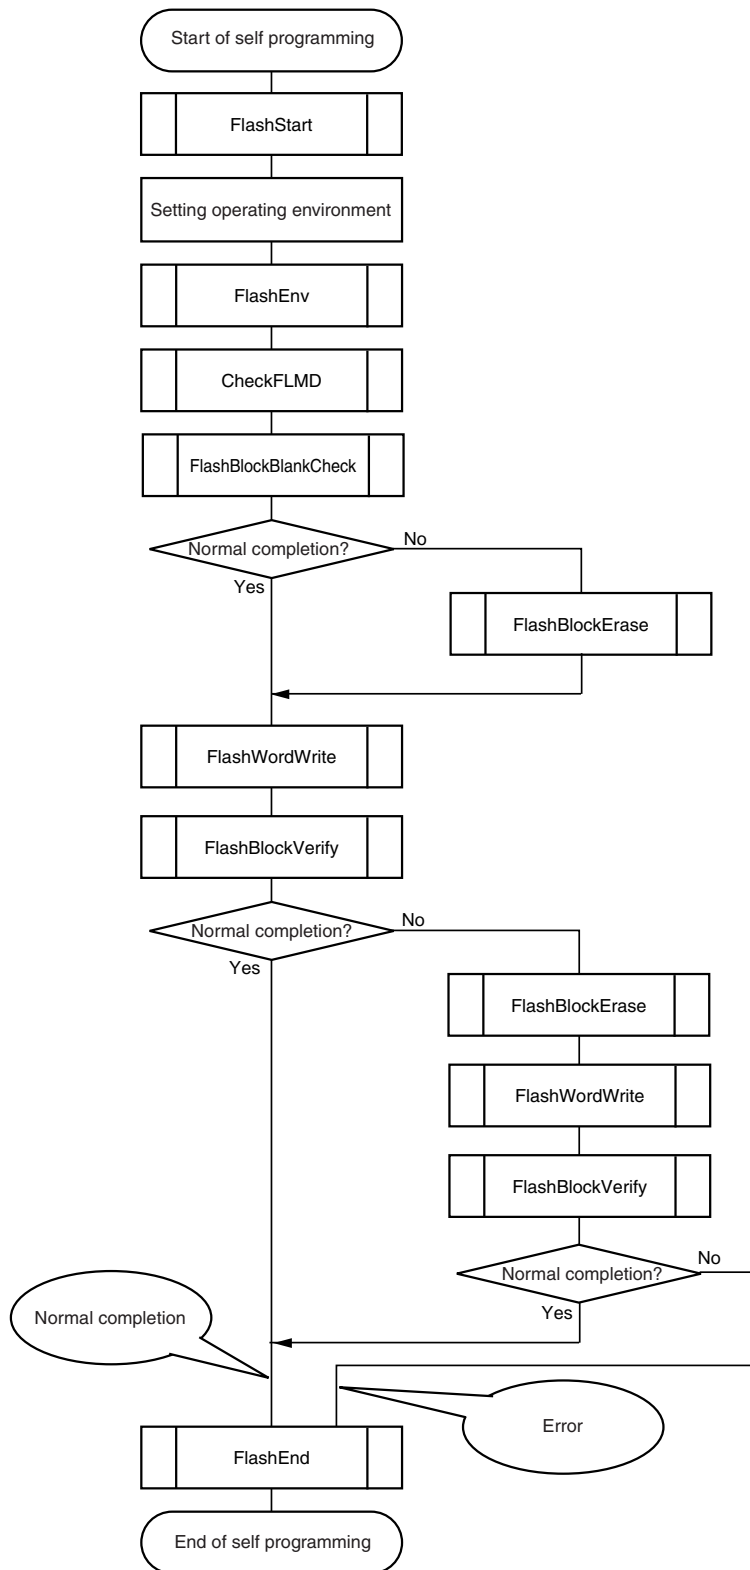 Start of self programming
FlashStart
Setting operating environment
FlashEnv
CheckFLMD
FlashBlockBlankCheck
Normal completion?
No
Yes
FlashBlockErase
FlashWordWrite
FlashBlockVerify
Normal completion?
No
Yes
FlashBlockErase
FlashWordWrite
FlashBlockVerify
Normal completion?
No
Yes
Normal completion
Error
FlashEnd
End of self programming